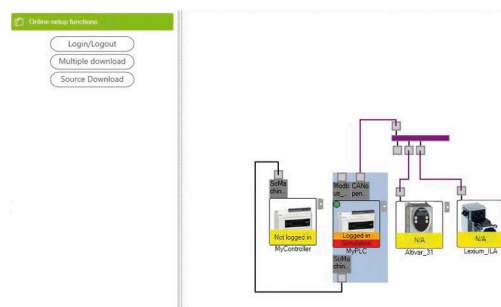 Online setup functions
Login/Logout
Multiple download
Source Download
SoMa
chin...
Modb
us_...
CANo
pen...
Not logged in
MyController
Logged in
Simulation
MyPLC
SoMa
chin...
N/A
Altivar_31
N/A
Lexium_ILA